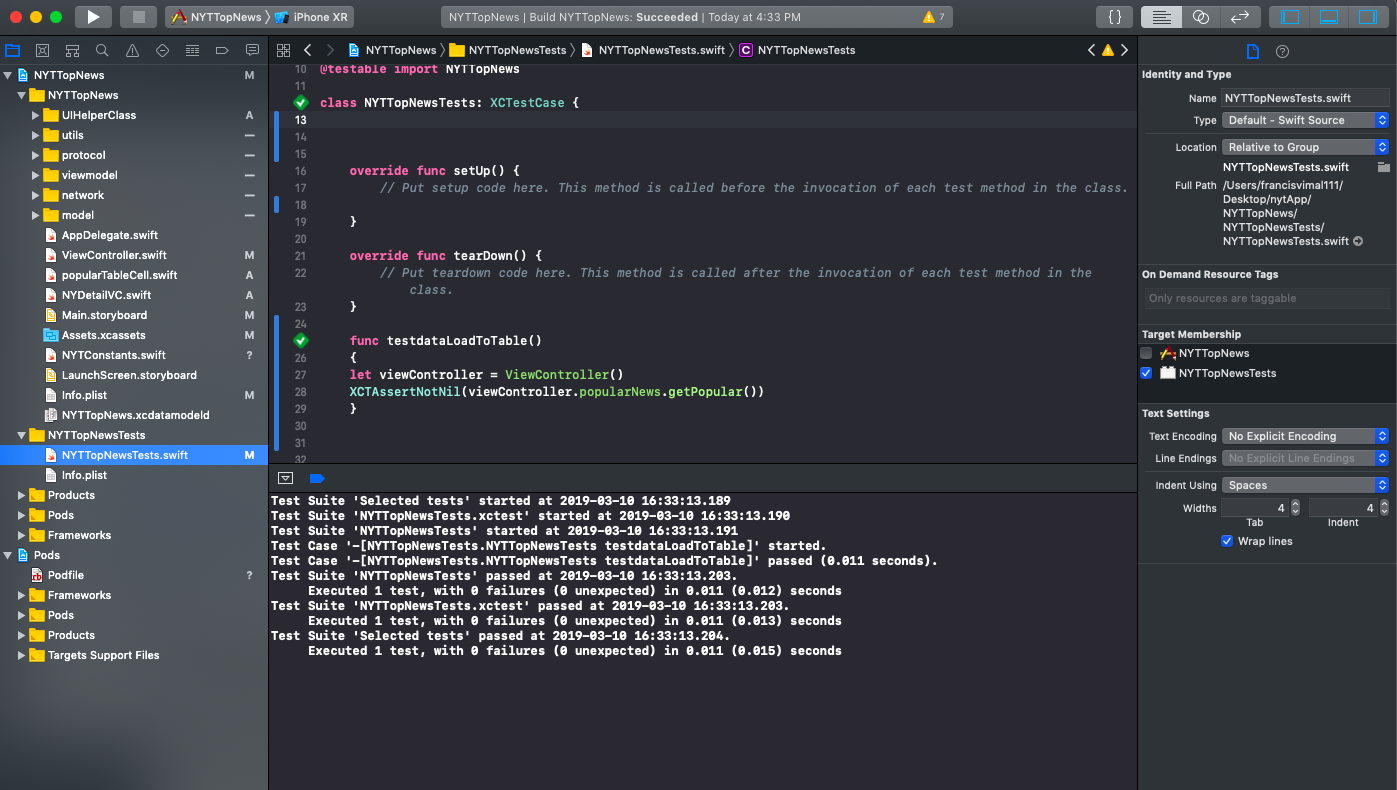 NYTTopNews
iPhone XR
NYTTopNews | Build NYTTopNews: Succeeded | Today at 4:33 PM
7
{ }
NYTTopNews
NYTTopNewsTests
NYTTopNewsTests.swift
C NYTTopNewsTests
NYTTopNews M
NYTTopNews
UIHelperClass A
utils
protocol
viewmodel
network
model
AppDelegate.swift
ViewController.swift M
popularTableCell.swift A
NYDetailVC.swift A
Main.storyboard M
Assets.xcassets M
NYTConstants.swift ?
LaunchScreen.storyboard
Info.plist M
NYTTopNews.xcdatamodeld
NYTTopNewsTests
NYTTopNewsTests.swift M
Info.plist
Products
Pods
Frameworks
Pods
Podfile ?
Frameworks
Pods
Products
Targets Support Files
10 @testable import NYTTopNews
11
class NYTTopNewsTests: XCTestCase {
13
14
15
16 override func setUp() {
17 // Put setup code here. This method is called before the invocation of each test method in the class.
18
19 }
20
21 override func tearDown() {
22 // Put teardown code here. This method is called after the invocation of each test method in the
class.
23 }
24
func testdataLoadToTable()
26 {
27 let viewController = ViewController()
28 XCTAssertNotNil(viewController.popularNews.getPopular())
29 }
30
31
32
Test Suite 'Selected tests' started at 2019-03-10 16:33:13.189
Test Suite 'NYTTopNewsTests.xctest' started at 2019-03-10 16:33:13.190
Test Suite 'NYTTopNewsTests' started at 2019-03-10 16:33:13.191
Test Case '-[NYTTopNewsTests.NYTTopNewsTests testdataLoadToTable]' started.
Test Case '-[NYTTopNewsTests.NYTTopNewsTests testdataLoadToTable]' passed (0.011 seconds).
Test Suite 'NYTTopNewsTests' passed at 2019-03-10 16:33:13.203.
Executed 1 test, with 0 failures (0 unexpected) in 0.011 (0.012) seconds
Test Suite 'NYTTopNewsTests.xctest' passed at 2019-03-10 16:33:13.203.
Executed 1 test, with 0 failures (0 unexpected) in 0.011 (0.013) seconds
Test Suite 'Selected tests' passed at 2019-03-10 16:33:13.204.
Executed 1 test, with 0 failures (0 unexpected) in 0.011 (0.015) seconds
Identity and Type
Name NYTTopNewsTests.swift
Type Default - Swift Source
Location Relative to Group
NYTTopNewsTests.swift
Full Path /Users/francisvimal111/
Desktop/nytApp/
NYTTopNews/
NYTTopNewsTests/
NYTTopNewsTests.swift
On Demand Resource Tags
Only resources are taggable
Target Membership
NYTTopNews
NYTTopNewsTests
Text Settings
Text Encoding No Explicit Encoding
Line Endings No Explicit Line Endings
Indent Using Spaces
Widths 4 4
Tab Indent
Wrap lines